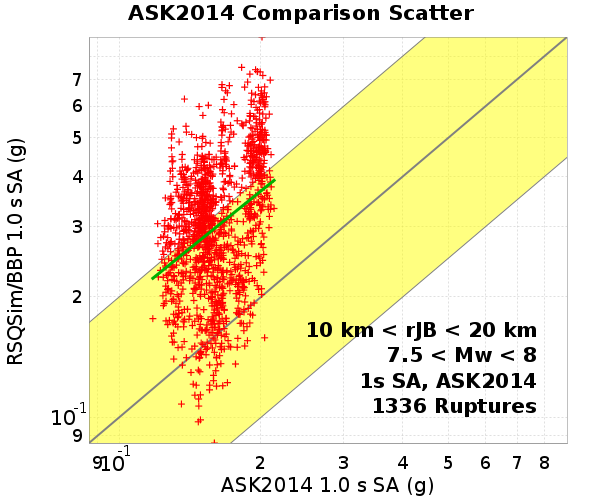 ASK2014 Comparison Scatter
RSQSim/BBP 1.0 s SA (g)
7
6
5
4
3
2
10-1
9
10 km < rJB < 20 km
7.5 < Mw < 8
1s SA, ASK2014
1336 Ruptures
9 10-1 2 3 4 5 6 7 8
ASK2014 1.0 s SA (g)